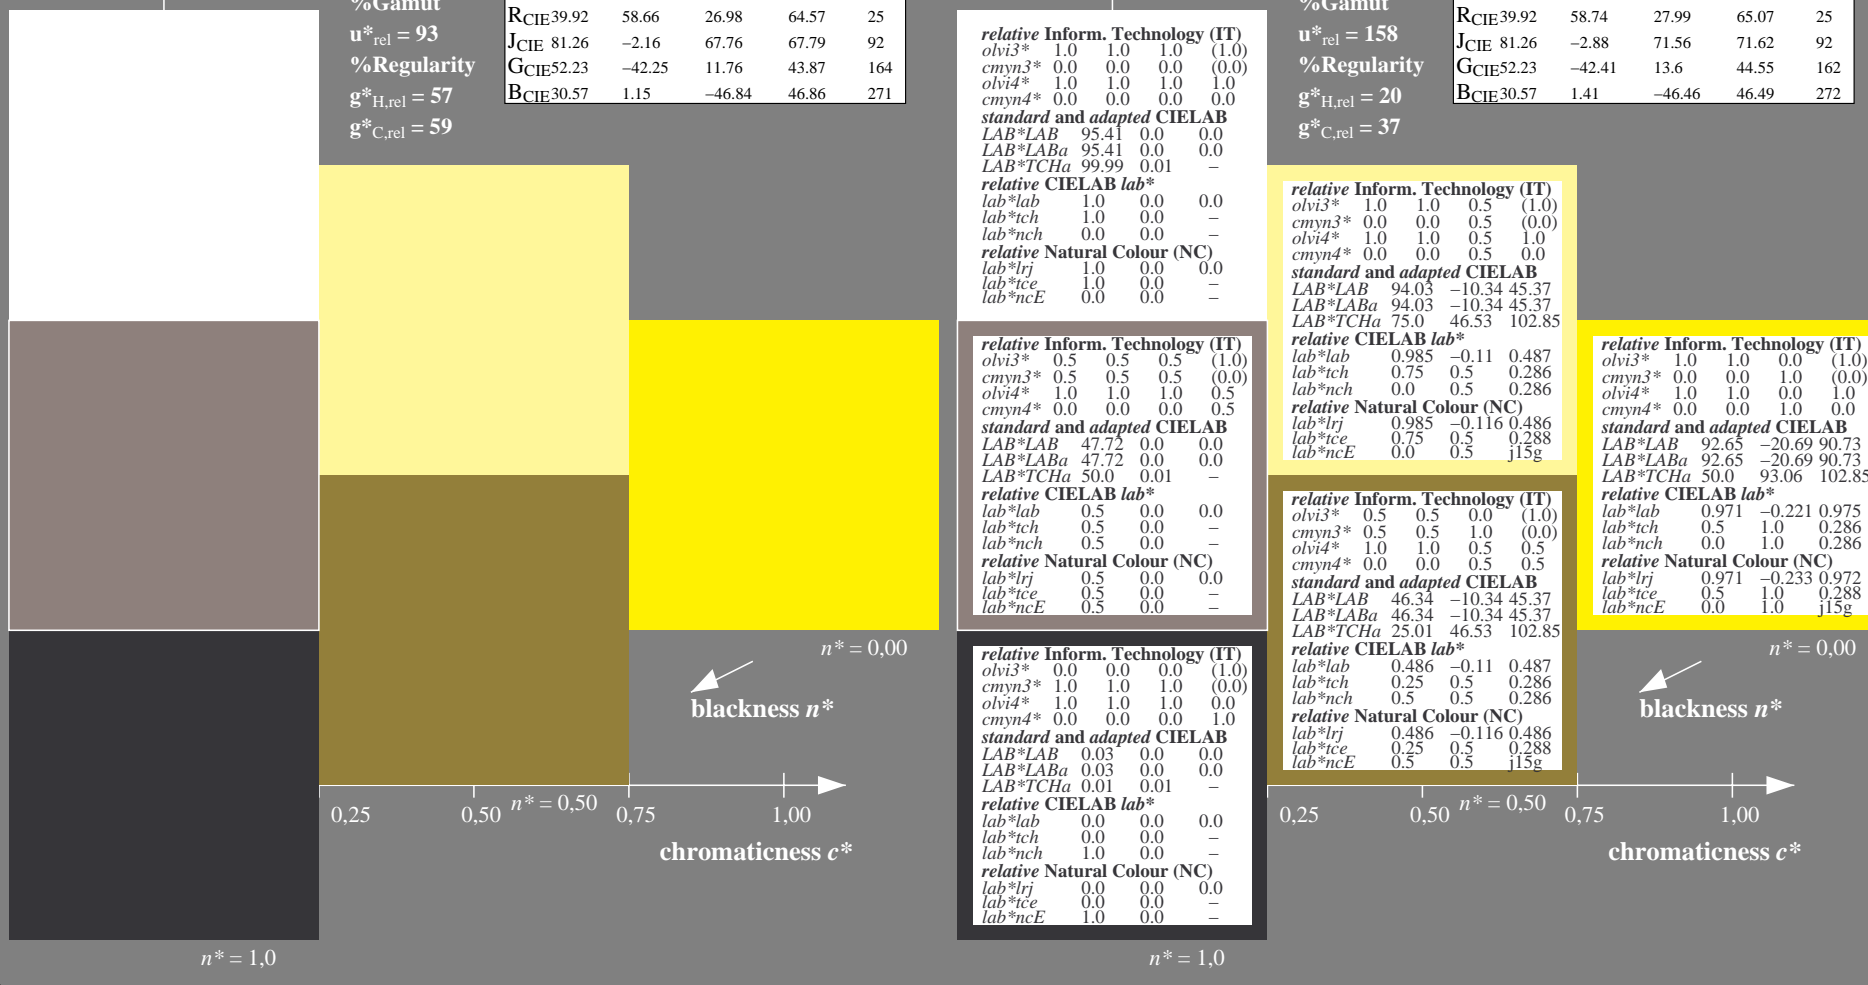 %Gamut
u*rel = 93
%Regularity
g*H,rel = 57
g*C,rel = 59
RCIE 39.92 58.66 26.98 64.57 25
JCIE 81.26 −2.16 67.76 67.79 92
GCIE 52.23 −42.25 11.76 43.87 164
BCIE 30.57 1.15 −46.84 46.86 271
n* = 0,00
blackness n*
0,25 0,50 n* = 0,50 0,75 1,00
chromaticness c*
n* = 1,0
%Gamut
u*rel = 158
%Regularity
g*H,rel = 20
g*C,rel = 37
RCIE 39.92 58.74 27.99 65.07 25
JCIE 81.26 −2.88 71.56 71.62 92
GCIE 52.23 −42.41 13.6 44.55 162
BCIE 30.57 1.41 −46.46 46.49 272
relative Inform. Technology (IT)
olvi3* 1.0 1.0 1.0 (1.0)
cmyn3* 0.0 0.0 0.0 (0.0)
olvi4* 1.0 1.0 1.0 1.0
cmyn4* 0.0 0.0 0.0 0.0
standard and adapted CIELAB
LAB*LAB 95.41 0.0 0.0
LAB*LABa 95.41 0.0 0.0
LAB*TCHa 99.99 0.01 –
relative CIELAB lab*
lab*lab 1.0 0.0 0.0
lab*tch 1.0 0.0 –
lab*nch 0.0 0.0 –
relative Natural Colour (NC)
lab*lrj 1.0 0.0 0.0
lab*tce 1.0 0.0 –
lab*ncE 0.0 0.0 –
relative Inform. Technology (IT)
olvi3* 1.0 1.0 0.5 (1.0)
cmyn3* 0.0 0.0 0.5 (0.0)
olvi4* 1.0 1.0 0.5 1.0
cmyn4* 0.0 0.0 0.5 0.0
standard and adapted CIELAB
LAB*LAB 94.03 −10.34 45.37
LAB*LABa 94.03 −10.34 45.37
LAB*TCHa 75.0 46.53 102.85
relative CIELAB lab*
lab*lab 0.985 −0.11 0.487
lab*tch 0.75 0.5 0.286
lab*nch 0.0 0.5 0.286
relative Natural Colour (NC)
lab*lrj 0.985 −0.116 0.486
lab*tce 0.75 0.5 0.288
lab*ncE 0.0 0.5 j15g
relative Inform. Technology (IT)
olvi3* 0.5 0.5 0.5 (1.0)
cmyn3* 0.5 0.5 0.5 (0.0)
olvi4* 1.0 1.0 1.0 0.5
cmyn4* 0.0 0.0 0.0 0.5
standard and adapted CIELAB
LAB*LAB 47.72 0.0 0.0
LAB*LABa 47.72 0.0 0.0
LAB*TCHa 50.0 0.01 –
relative CIELAB lab*
lab*lab 0.5 0.0 0.0
lab*tch 0.5 0.0 –
lab*nch 0.5 0.0 –
relative Natural Colour (NC)
lab*lrj 0.5 0.0 0.0
lab*tce 0.5 0.0 –
lab*ncE 0.5 0.0 –
relative Inform. Technology (IT)
olvi3* 1.0 1.0 0.0 (1.0)
cmyn3* 0.0 0.0 1.0 (0.0)
olvi4* 1.0 1.0 0.0 1.0
cmyn4* 0.0 0.0 1.0 0.0
standard and adapted CIELAB
LAB*LAB 92.65 −20.69 90.73
LAB*LABa 92.65 −20.69 90.73
LAB*TCHa 50.0 93.06 102.85
relative CIELAB lab*
lab*lab 0.971 −0.221 0.975
lab*tch 0.5 1.0 0.286
lab*nch 0.0 1.0 0.286
relative Natural Colour (NC)
lab*lrj 0.971 −0.233 0.972
lab*tce 0.5 1.0 0.288
lab*ncE 0.0 1.0 j15g
relative Inform. Technology (IT)
olvi3* 0.5 0.5 0.0 (1.0)
cmyn3* 0.5 0.5 1.0 (0.0)
olvi4* 1.0 1.0 0.5 0.5
cmyn4* 0.0 0.0 0.5 0.5
standard and adapted CIELAB
LAB*LAB 46.34 −10.34 45.37
LAB*LABa 46.34 −10.34 45.37
LAB*TCHa 25.01 46.53 102.85
relative CIELAB lab*
lab*lab 0.486 −0.11 0.487
lab*tch 0.25 0.5 0.286
lab*nch 0.5 0.5 0.286
relative Natural Colour (NC)
lab*lrj 0.486 −0.116 0.486
lab*tce 0.25 0.5 0.288
lab*ncE 0.5 0.5 j15g
relative Inform. Technology (IT)
olvi3* 0.0 0.0 0.0 (1.0)
cmyn3* 1.0 1.0 1.0 (0.0)
olvi4* 1.0 1.0 1.0 0.0
cmyn4* 0.0 0.0 0.0 1.0
standard and adapted CIELAB
LAB*LAB 0.03 0.0 0.0
LAB*LABa 0.03 0.0 0.0
LAB*TCHa 0.01 0.01 –
relative CIELAB lab*
lab*lab 0.0 0.0 0.0
lab*tch 0.0 0.0 –
lab*nch 1.0 0.0 –
relative Natural Colour (NC)
lab*lrj 0.0 0.0 0.0
lab*tce 0.0 0.0 –
lab*ncE 1.0 0.0 –
n* = 0,00
blackness n*
0,25 0,50 n* = 0,50 0,75 1,00
chromaticness c*
n* = 1,0